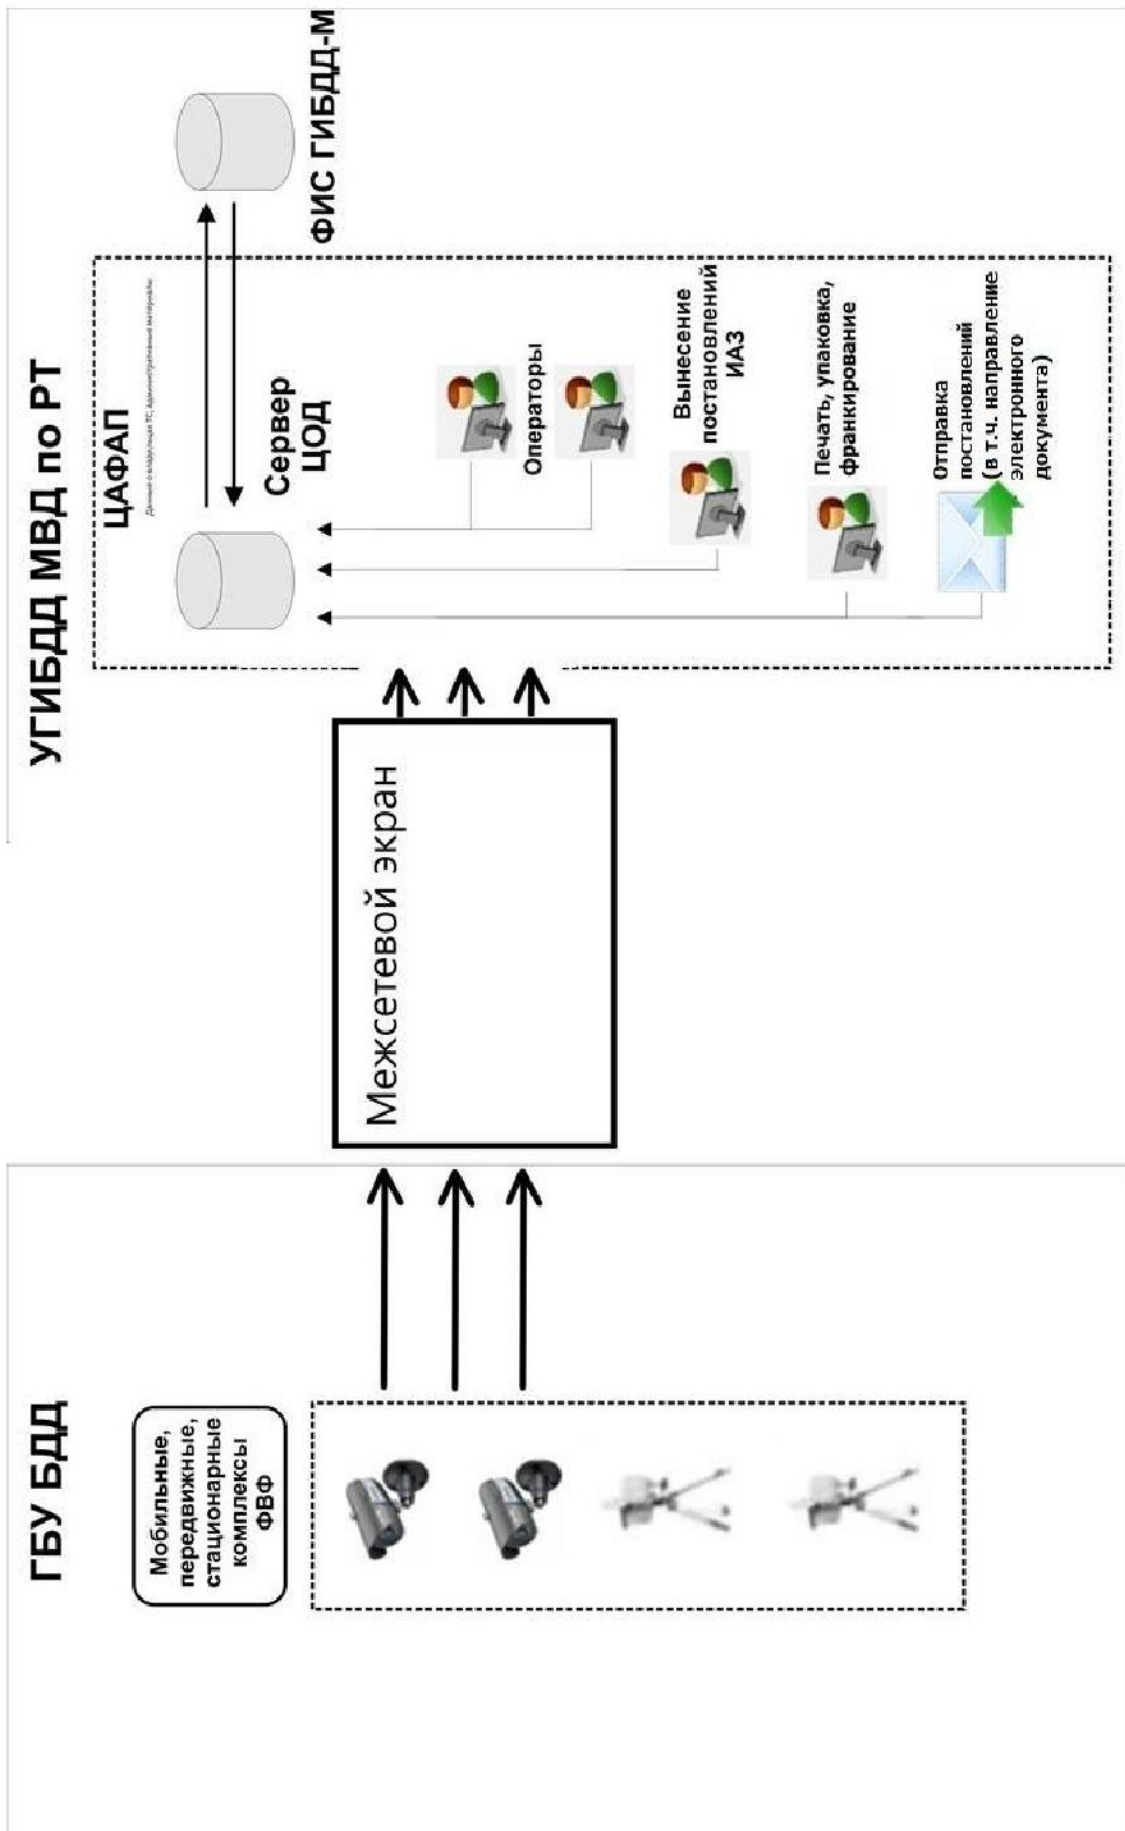 ГБУ БДД
УГИБДД МВД по РТ
Мобильные,
передвижные,
стационарные
комплексы
ФВФ
Межсетевой экран
ЦАФАП
Сервер
ЦОД
ФИС ГИБДД-М
Операторы
Вынесение
постановлений
ИАЗ
Печать, упаковка,
франкирование
Отправка
постановлений
(в т.ч. направление
электронного
документа)